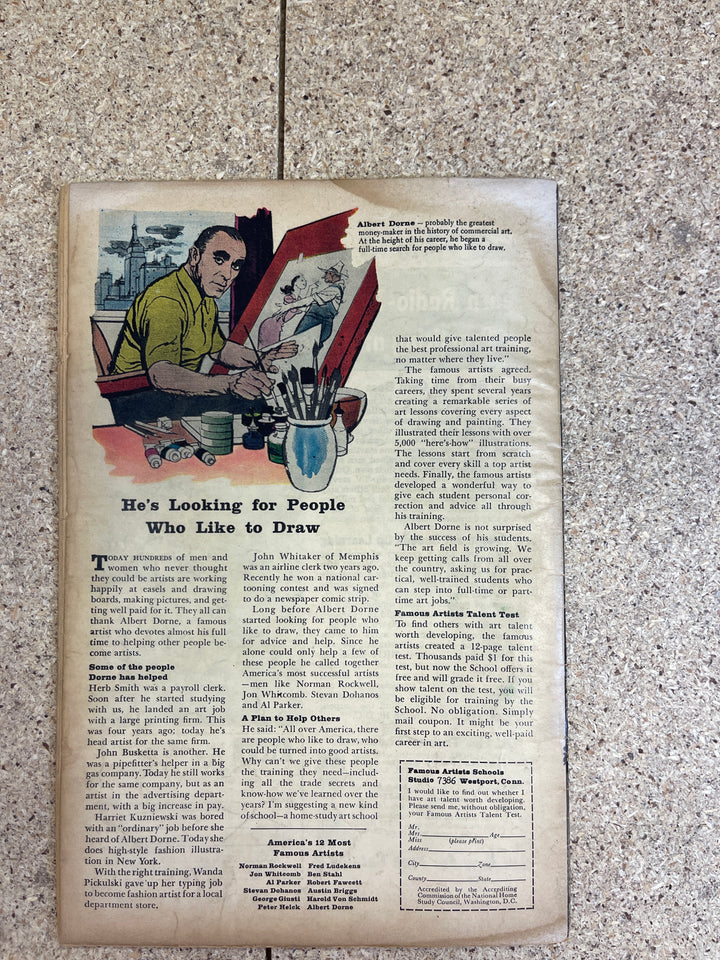 Albert Dorne — probably the greatest
money-maker in the history of commercial art.
At the height of his career, he began a
full-time search for people who like to draw.
He's Looking for People
Who Like to Draw
TODAY HUNDREDS of men and
women who never thought
they could be artists are working
happily at easels and drawing
boards, making pictures, and get-
ting well paid for it. They all can
thank Albert Dorne, a famous
artist who devotes almost his full
time to helping other people be-
come artists.
Some of the people
Dorne has helped
Herb Smith was a payroll clerk.
Soon after he started studying
with us, he landed an art job
with a large printing firm. This
was four years ago; today he's
head artist for the same firm.
John Busketta is another. He
was a pipefitter's helper in a big
gas company. Today he still works
for the same company, but as an
artist in the advertising depart-
ment, with a big increase in pay.
Harriet Kuzniewski was bored
with an "ordinary" job before she
heard of Albert Dorne. Today she
does high-style fashion illustra-
tion in New York.
With the right training, Wanda
Pickulski gave up her typing job
to become fashion artist for a local
department store.
John Whitaker of Memphis
was an airline clerk two years ago.
Recently he won a national car-
tooning contest and was signed
to do a newspaper comic strip.
Long before Albert Dorne
started looking for people who
like to draw, they came to him
for advice and help. Since he
alone could only help a few of
these people he called together
America's most successful artists
—men like Norman Rockwell,
Jon Whitcomb. Stevan Dohanos
and Al Parker.
A Plan to Help Others
He said: "All over America, there
are people who like to draw, who
could be turned into good artists.
Why can't we give these people
the training they need—includ-
ing all the trade secrets and
know-how we've learned over the
years? I'm suggesting a new kind
of school—a home-study art school
America's 12 Most
Famous Artists
Norman Rockwell Fred Ludekens
Jon Whitcomb Ben Stahl
Al Parker Robert Fawcett
Stevan Dohanos Austin Briggs
George Giusti Harold Von Schmidt
Peter Helck Albert Dorne
that would give talented people
the best professional art training,
no matter where they live."
The famous artists agreed.
Taking time from their busy
careers, they spent several years
creating a remarkable series of
art lessons covering every aspect
of drawing and painting. They
illustrated their lessons with over
5,000 "here's-how" illustrations.
The lessons start from scratch
and cover every skill a top artist
needs. Finally, the famous artists
developed a wonderful way to
give each student personal cor-
rection and advice all through
his training.
Albert Dorne is not surprised
by the success of his students.
"The art field is growing. We
keep getting calls from all over
the country, asking us for prac-
tical, well-trained students who
can step into full-time or part-
time art jobs."
Famous Artists Talent Test
To find others with art talent
worth developing, the famous
artists created a 12-page talent
test. Thousands paid $1 for this
test, but now the School offers it
free and will grade it free. If you
show talent on the test, you will
be eligible for training by the
School. No obligation. Simply
mail coupon. It might be your
first step to an exciting, well-paid
career in art.
Famous Artists Schools
Studio 7386 Westport, Conn.
I would like to find out whether I
have art talent worth developing.
Please send me, without obligation,
your Famous Artists Talent Test.
Mr.
Mrs. Age
Miss (please print)
Address
City Zone
County State
Accredited by the Accrediting
Commission of the National Home
Study Council, Washington, D.C.